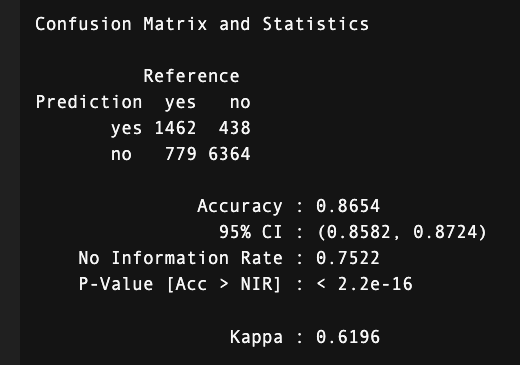 Confusion Matrix and Statistics
Reference
Prediction yes no
yes 1462 438
no 779 6364
Accuracy : 0.8654
95% CI : (0.8582, 0.8724)
No Information Rate : 0.7522
P-Value [Acc > NIR] : < 2.2e-16
Kappa : 0.6196